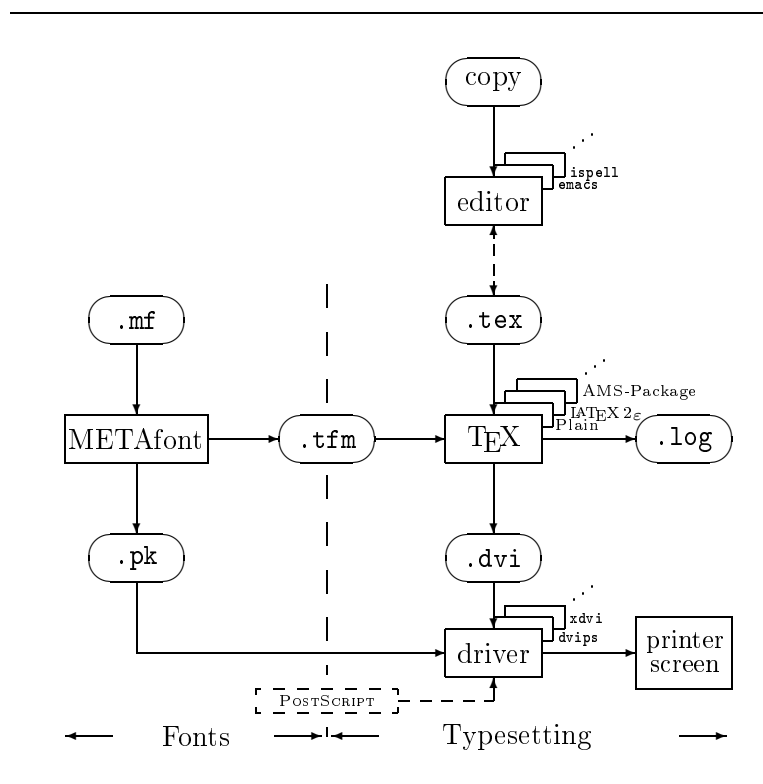 copy
ispell
emacs
editor
.mf
.tex
AMS-Package
LATEX 2ε
Plain
METAfont
.tfm
TEX
.log
.pk
.dvi
xdvi
dvips
driver
printer
screen
PostScript
Fonts
Typesetting